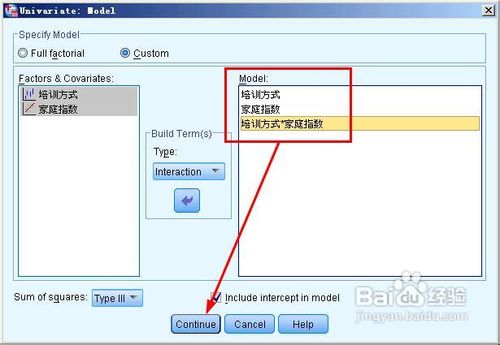 Univariate: Model
Specify Model
Full factorial
Custom
Factors & Covariates:
培训方式
家庭指数
Build Term(s)
Type:
Interaction
Model:
培训方式
家庭指数
培训方式*家庭指数
Sum of squares:
Type III
Include intercept in model
Continue
Cancel
Help
Baidu 经验
jingyan.baidu.com